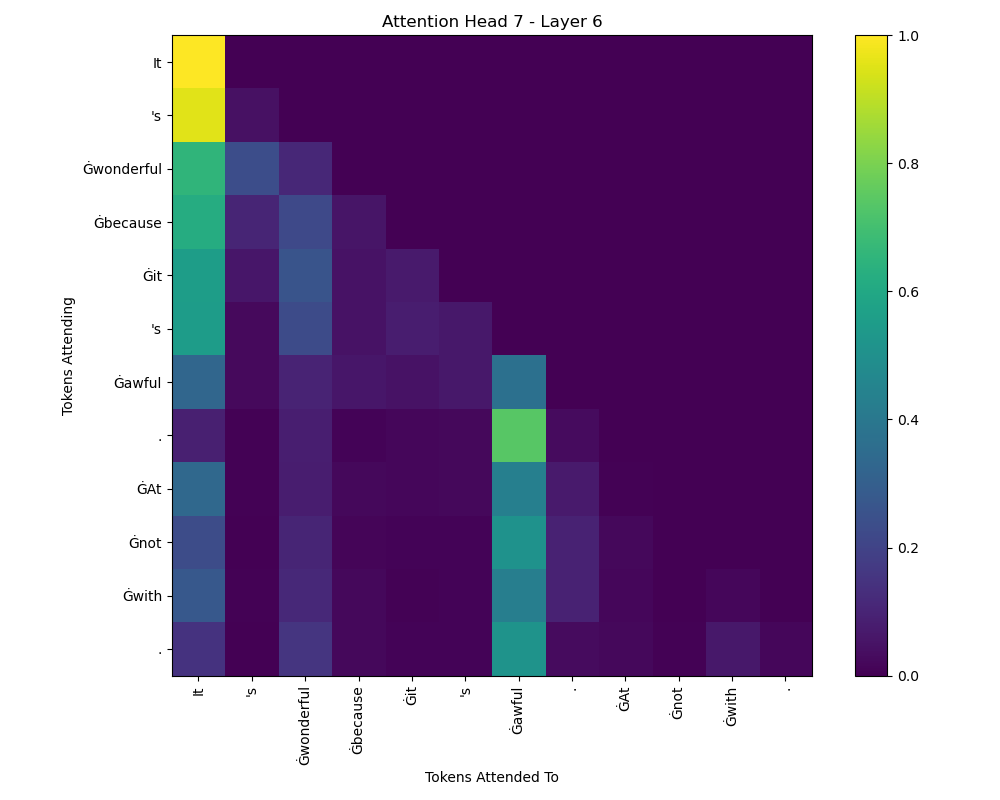 Attention Head 7 - Layer 6
It
's
Ġwonderful
Ġbecause
Ġit
's
Ġawful
.
ĠAt
Ġnot
Ġwith
.
Tokens Attending
It
's
Ġwonderful
Ġbecause
Ġit
's
Ġawful
.
ĠAt
Ġnot
Ġwith
.
Tokens Attended To
1.0
0.8
0.6
0.4
0.2
0.0